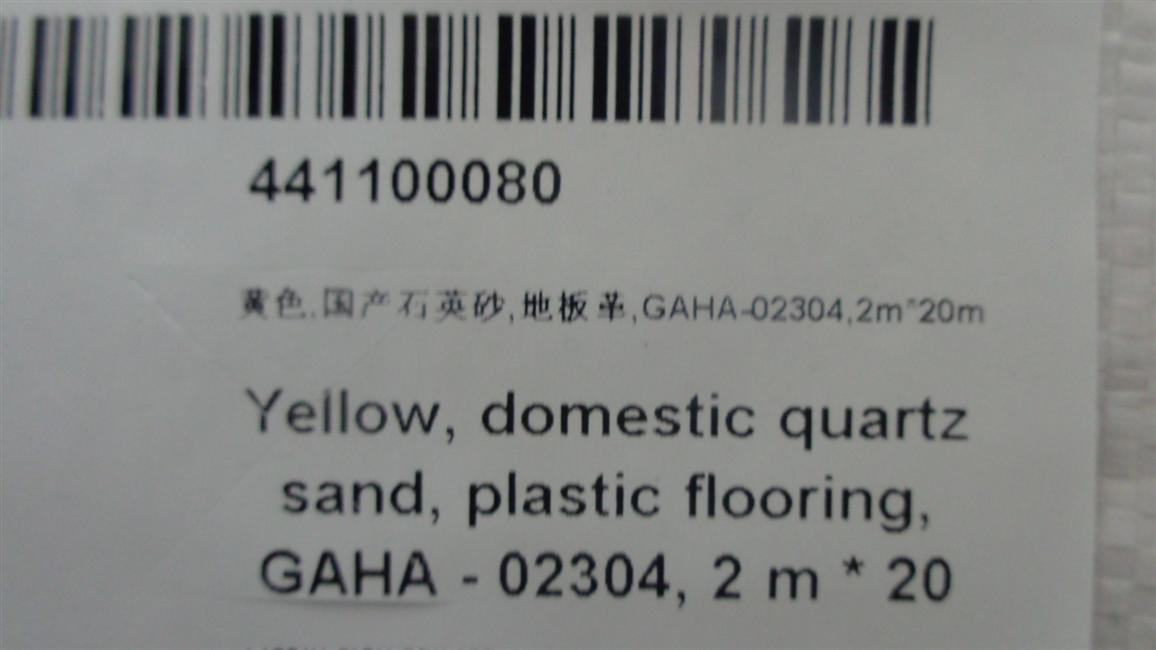 441100080
黄色,国产石英砂,地板革,GAHA-02304,2m*20m
Yellow, domestic quartz
sand, plastic flooring,
GAHA - 02304, 2 m * 20